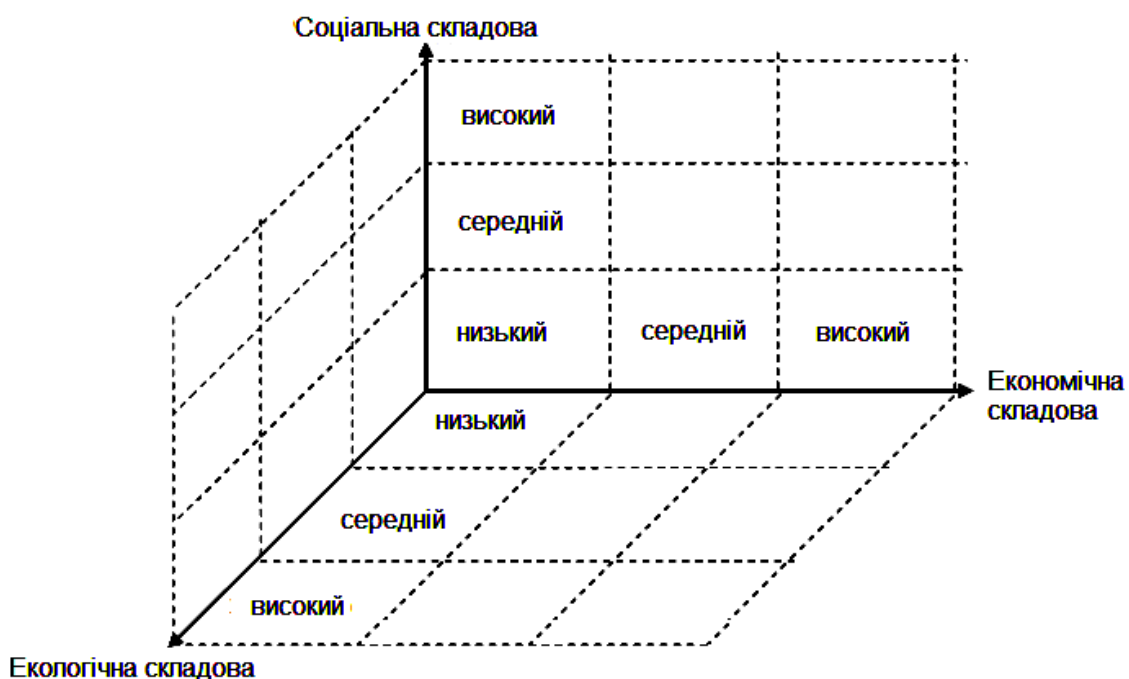 Соціальна складова
високий
середній
низький
середній
високий
Економічна
складова
низький
середній
високий
Екологічна складова